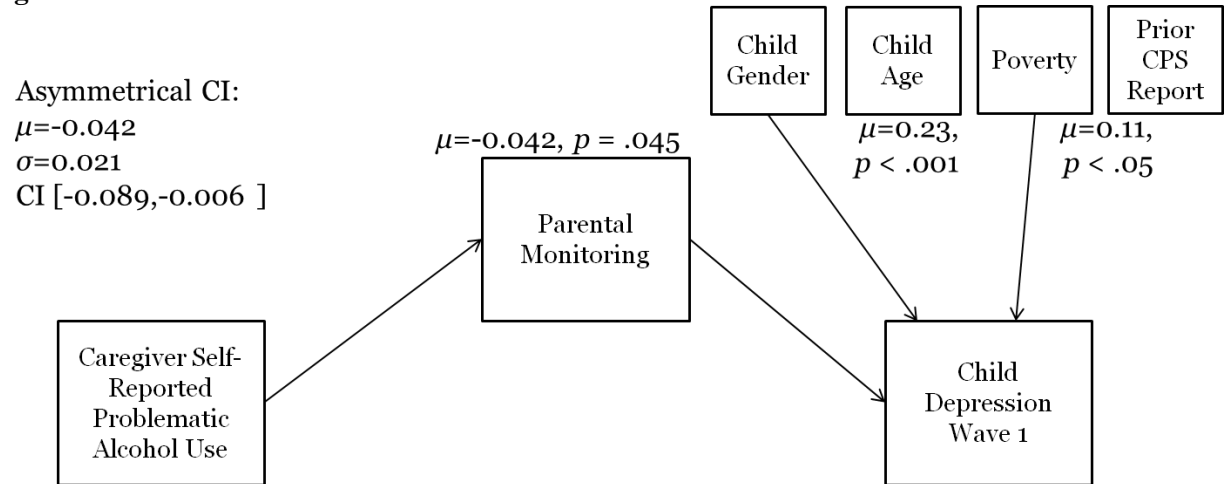 g
Asymmetrical CI:
μ=-0.042
σ=0.021
CI [-0.089,-0.006 ]
μ=-0.042, p = .045
Parental
Monitoring
Caregiver Self-
Reported
Problematic
Alcohol Use
Child
Gender
Child
Age
Poverty
Prior
CPS
Report
μ=0.23,
p < .001
μ=0.11,
p < .05
Child
Depression
Wave 1